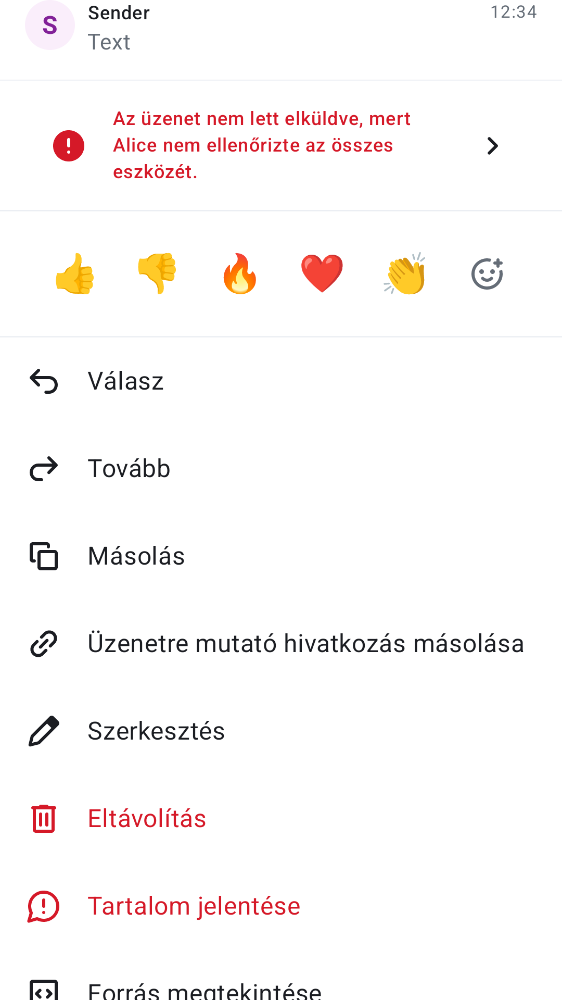 S
Sender
12:34
Text
Az üzenet nem lett elküldve, mert
Alice nem ellenőrizte az összes
eszközét.
Válasz
Tovább
Másolás
Üzenetre mutató hivatkozás másolása
Szerkesztés
Eltávolítás
Tartalom jelentése
Forrás megtekintése